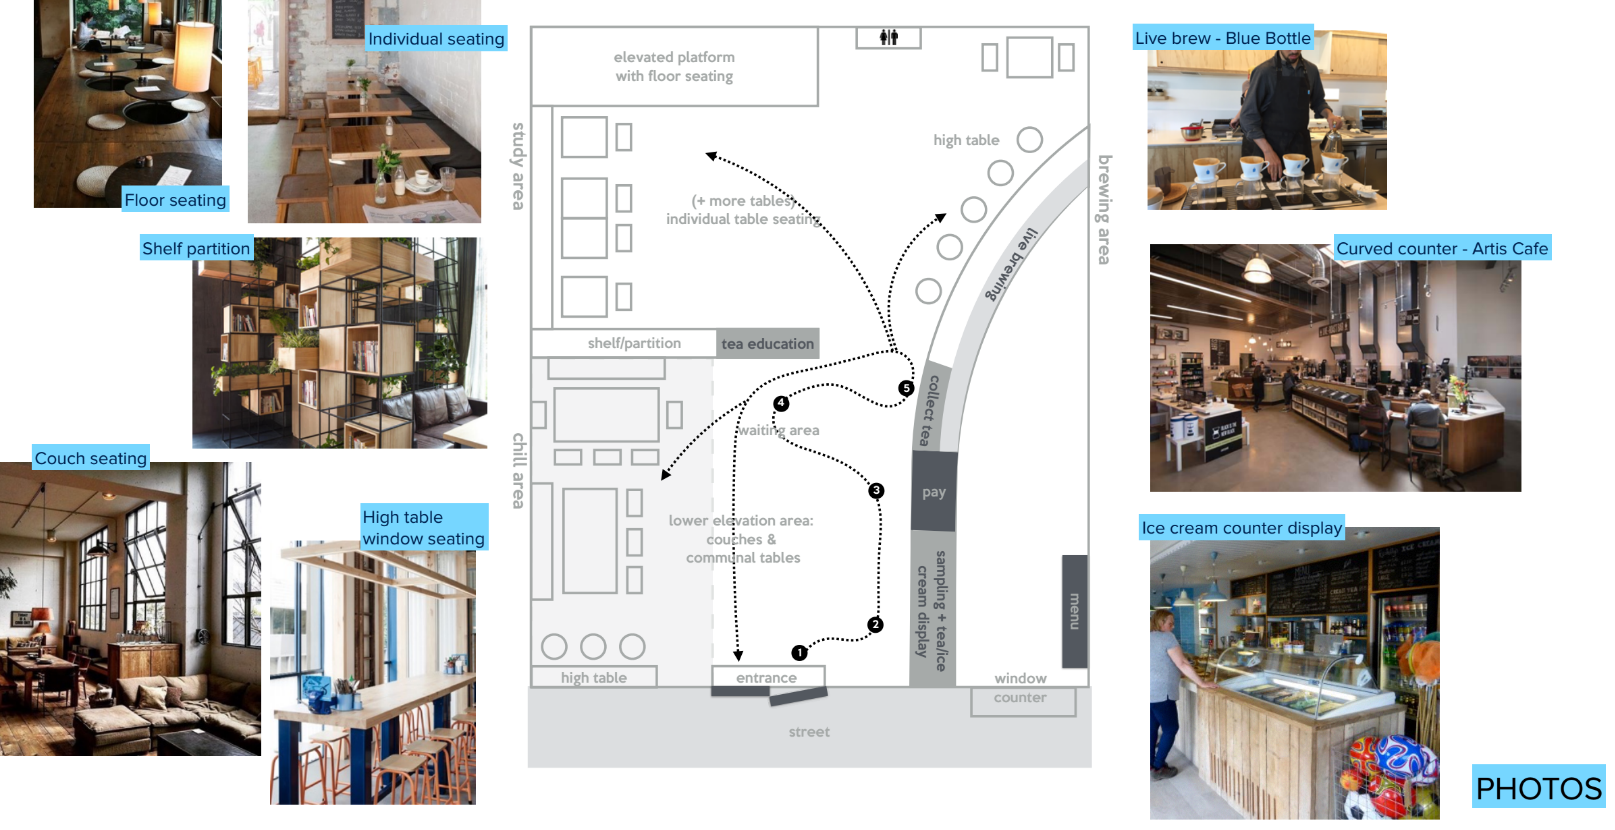 Individual seating
Floor seating
Shelf partition
Couch seating
High table
window seating
elevated platform
with floor seating
study area
high table
brewing area
(+ more tables)
individual table seating
live brewing
shelf/partition
tea education
collect tea
5
4
waiting area
chill area
pay
3
lower elevation area:
couches &
communal tables
sampling + tea/ice
cream display
menu
2
1
high table
entrance
window
counter
street
Live brew - Blue Bottle
Curved counter - Artis Cafe
Ice cream counter display
PHOTOS